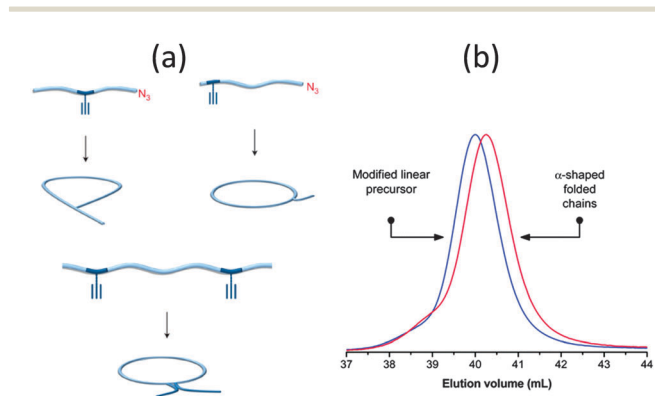 (a)
(b)
N3
N3
Modified linear
precursor
α-shaped
folded
chains
37 38 39 40 41 42 43 44
Elution volume (mL)